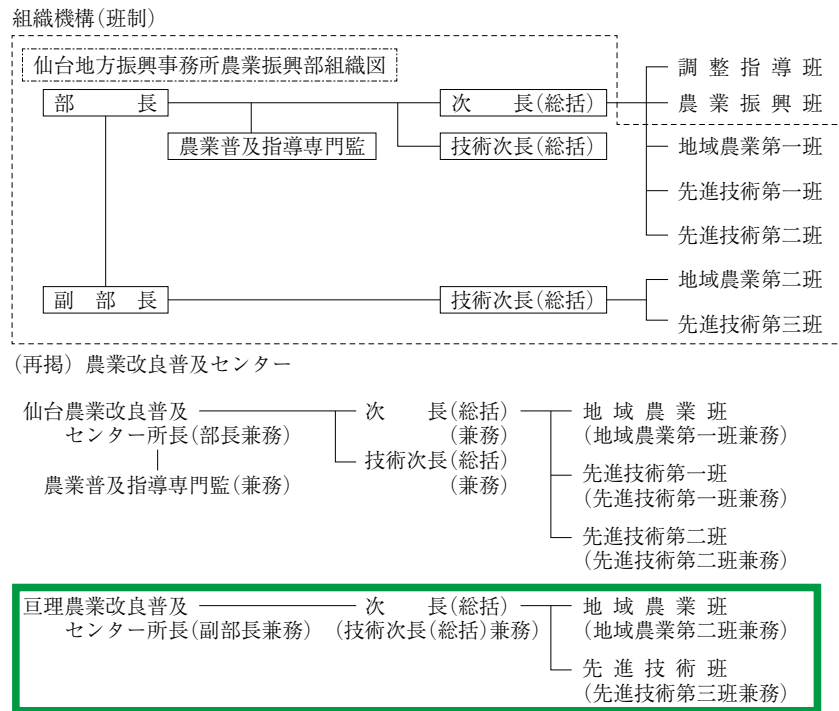 組織機構（班制）
仙台地方振興事務所農業振興部組織図
調整指導班
部長
次長（総括）
農業振興班
農業普及指導専門監
技術次長（総括）
地域農業第一班
先進技術第一班
先進技術第二班
地域農業第二班
副部長
技術次長（総括）
先進技術第三班
（再掲）農業改良普及センター
仙台農業改良普及
センター所長（部長兼務）
農業普及指導専門監（兼務）
次長（総括）
（兼務）
技術次長（総括）
（兼務）
地域農業班
（地域農業第一班兼務）
先進技術第一班
（先進技術第一班兼務）
先進技術第二班
（先進技術第二班兼務）
亘理農業改良普及
センター所長（副部長兼務）
次長（総括）
（技術次長（総括）兼務）
地域農業班
（地域農業第二班兼務）
先進技術班
（先進技術第三班兼務）